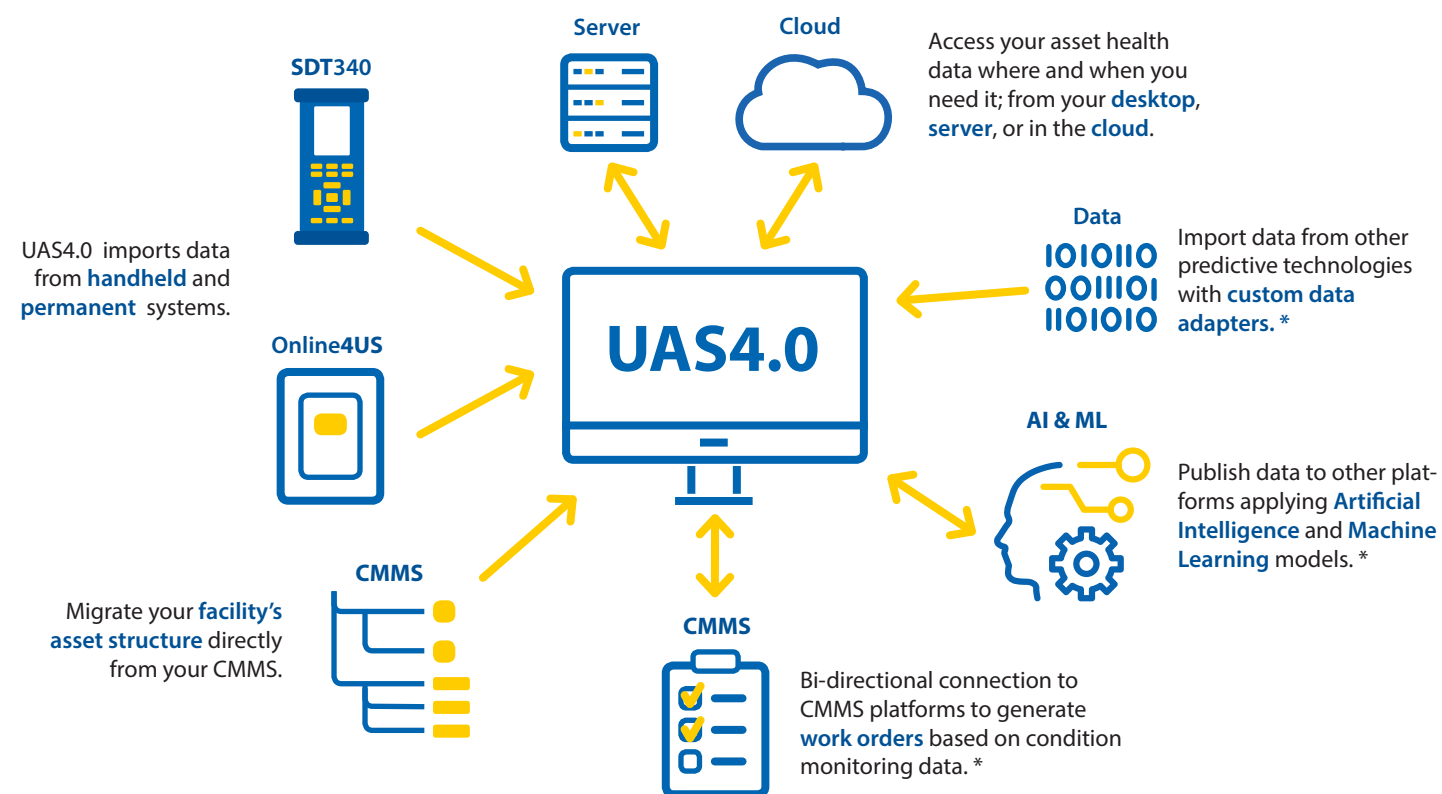 Server
Cloud
Access your asset health
data where and when you
need it; from your desktop,
server, or in the cloud.
SDT340
UAS4.0 imports data
from handheld and
permanent systems.
Data
1010110
0011101
1101010
Import data from other
predictive technologies
with custom data
adapters. *
UAS4.0
Online4US
AI & ML
Publish data to other plat-
forms applying Artificial
Intelligence and Machine
Learning models. *
CMMS
Migrate your facility's
asset structure directly
from your CMMS.
CMMS
Bi-directional connection to
CMMS platforms to generate
work orders based on condition
monitoring data. *